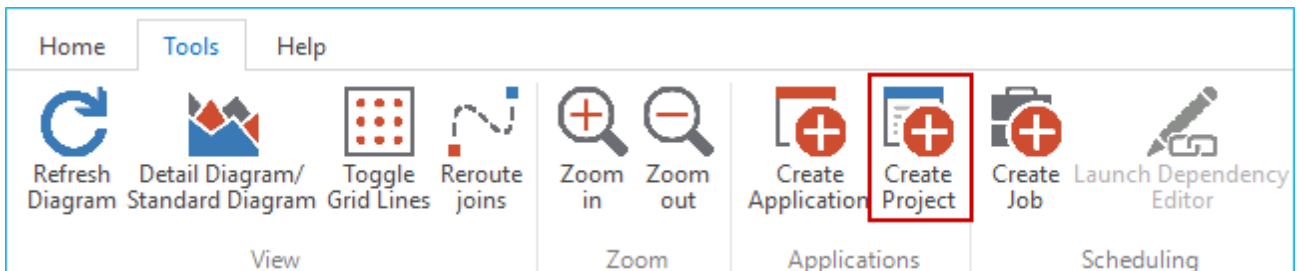 Home Tools Help
Refresh Detail Diagram/ Toggle Reroute Zoom Zoom Create Create Create Launch Dependency
Diagram Standard Diagram Grid Lines joins in out Application Project Job Editor
View Zoom Applications Scheduling